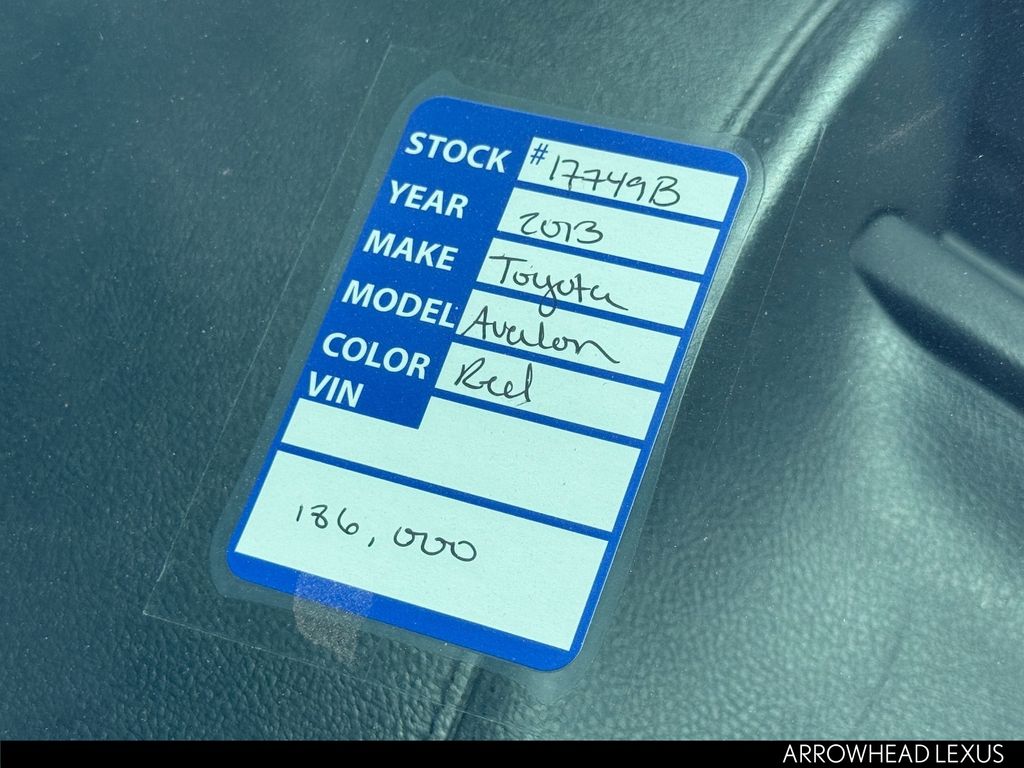 STOCK #17749B
YEAR 2013
MAKE Toyota
MODEL Avalon
COLOR Red
VIN
186,000
ARROWHEAD LEXUS